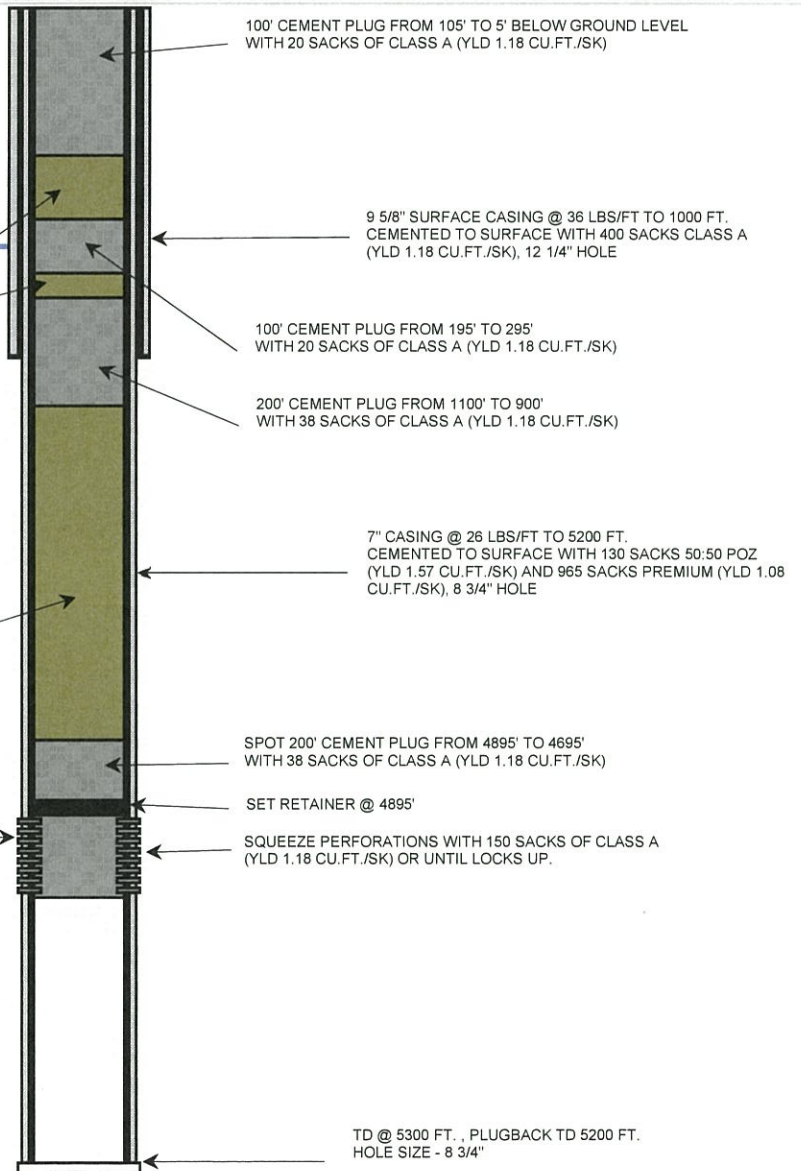 100' CEMENT PLUG FROM 105' TO 5' BELOW GROUND LEVEL
WITH 20 SACKS OF CLASS A (YLD 1.18 CU.FT./SK)
9 5/8" SURFACE CASING @ 36 LBS/FT TO 1000 FT.
CEMENTED TO SURFACE WITH 400 SACKS CLASS A
(YLD 1.18 CU.FT./SK), 12 1/4" HOLE
100' CEMENT PLUG FROM 195' TO 295'
WITH 20 SACKS OF CLASS A (YLD 1.18 CU.FT./SK)
200' CEMENT PLUG FROM 1100' TO 900'
WITH 38 SACKS OF CLASS A (YLD 1.18 CU.FT./SK)
7" CASING @ 26 LBS/FT TO 5200 FT.
CEMENTED TO SURFACE WITH 130 SACKS 50:50 POZ
(YLD 1.57 CU.FT./SK) AND 965 SACKS PREMIUM (YLD 1.08
CU.FT./SK), 8 3/4" HOLE
SPOT 200' CEMENT PLUG FROM 4895' TO 4695'
WITH 38 SACKS OF CLASS A (YLD 1.18 CU.FT./SK)
SET RETAINER @ 4895'
SQUEEZE PERFORATIONS WITH 150 SACKS OF CLASS A
(YLD 1.18 CU.FT./SK) OR UNTIL LOCKS UP.
TD @ 5300 FT. , PLUGBACK TD 5200 FT.
HOLE SIZE - 8 3/4"